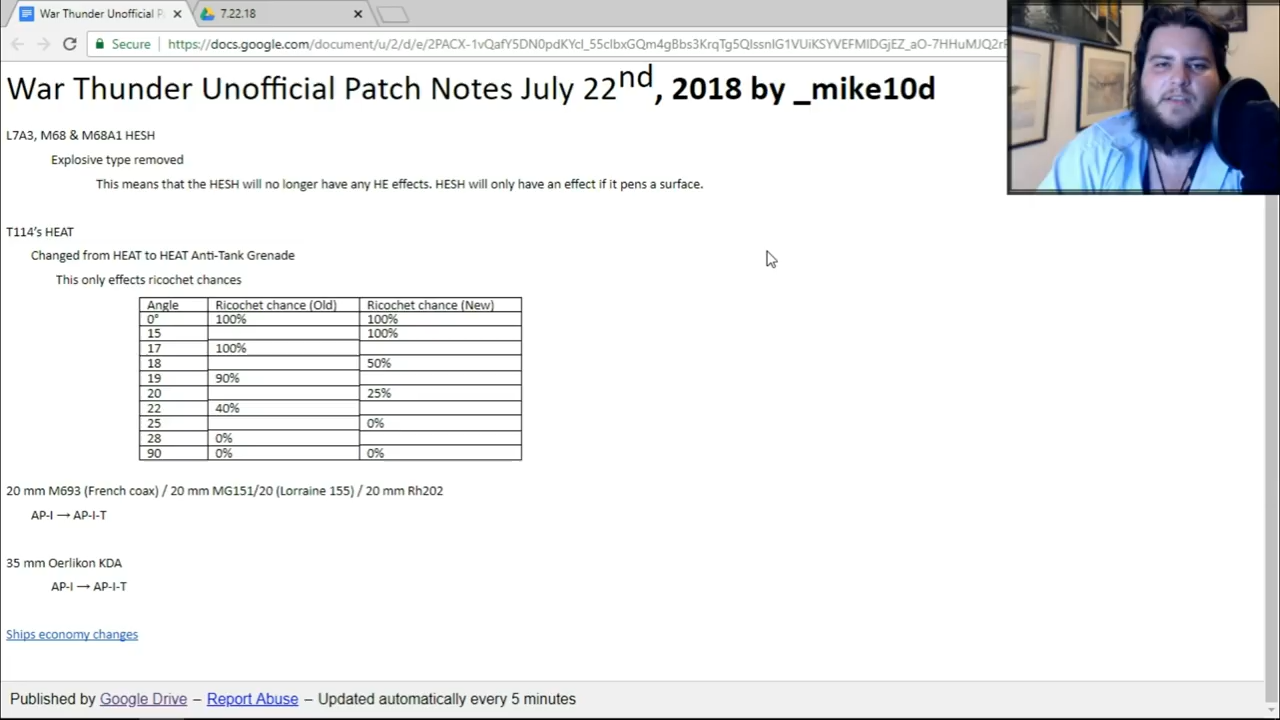 War Thunder Unofficial P
7.22.18
Secure
https://docs.google.com/document/u/2/d/e/2PACX-1vQafY5DN0pdKYcI_55clbxGQm4gBbs3KrqTg5QIssnIG1VUiKSYVEFMIDGjEZ_aO-7HHuMJQ2rF
War Thunder Unofficial Patch Notes July 22nd, 2018 by _mike10d
L7A3, M68 & M68A1 HESH
Explosive type removed
This means that the HESH will no longer have any HE effects. HESH will only have an effect if it pens a surface.
T114's HEAT
Changed from HEAT to HEAT Anti-Tank Grenade
This only effects ricochet chances
Angle Ricochet chance (Old) Ricochet chance (New)
0° 100% 100%
15 100%
17 100%
18 50%
19 90%
20 25%
22 40%
25 0%
28 0%
90 0% 0%
20 mm M693 (French coax) / 20 mm MG151/20 (Lorraine 155) / 20 mm Rh202
AP-I → AP-I-T
35 mm Oerlikon KDA
AP-I → AP-I-T
Ships economy changes
Published by Google Drive – Report Abuse – Updated automatically every 5 minutes